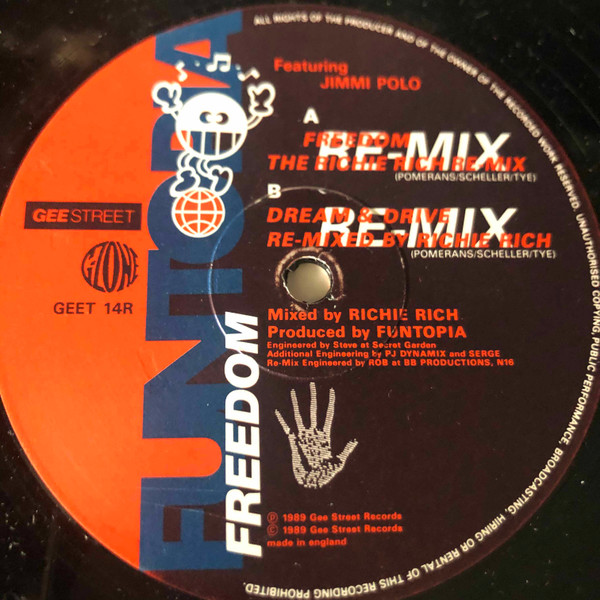 ALL RIGHTS OF THE PRODUCER AND OF THE OWNER OF THE RECORDED WORK RESERVED. UNAUTHORISED COPYING, PUBLIC PERFORMANCE, BROADCASTING, HIRING OR RENTAL OF THIS RECORDING PROHIBITED.
FUNTOPIA
FREEDOM
GEE STREET
GEET 14R
Featuring
JIMMI POLO
A
RE-MIX
FREEDOM
THE RICHIE RICH RE-MIX
(POMERANS/SCHELLER/TYE)
B
RE-MIX
DREAM & DRIVE
RE-MIXED BY RICHIE RICH
(POMERANS/SCHELLER/TYE)
Mixed by RICHIE RICH
Produced by FUNTOPIA
Engineered by Steve at Secret Garden
Additional Engineering by PJ DYNAMIX and SERGE
Re-Mix Engineered by ROB at BB PRODUCTIONS, N16
℗ 1989 Gee Street Records
© 1989 Gee Street Records
made in england